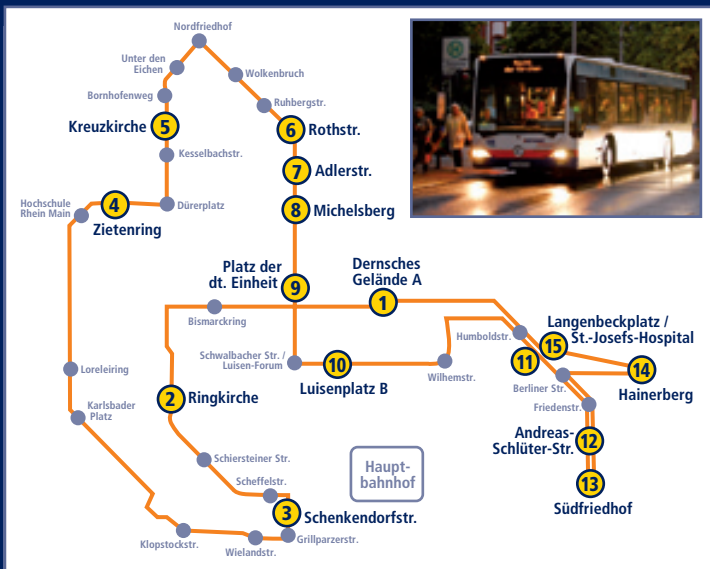 Nordfriedhof
Unter den
Eichen
Wolkenbruch
Bornhofenweg
Ruhbergstr.
Kreuzkirche
5
6
Rothstr.
Kesselbachstr.
7
Adlerstr.
Hochschule
Rhein Main
4
Zietenring
Dürerplatz
8
Michelsberg
Platz der
dt. Einheit
9
Dernsches
Gelände A
1
Bismarckring
Humboldstr.
Langenbeckplatz /
St.-Josefs-Hospital
15
11
Schwalbacher Str. /
Luisen-Forum
10
Luisenplatz B
Wilhemstr.
Berliner Str.
14
Hainerberg
Loreleiring
2
Ringkirche
Friedenstr.
Karlsbader
Platz
Andreas-
Schlüter-Str.
12
Schiersteiner Str.
Haupt-
bahnhof
13
Südfriedhof
Scheffelstr.
3
Schenkendorfstr.
Klopstockstr.
Wielandstr.
Grillparzerstr.